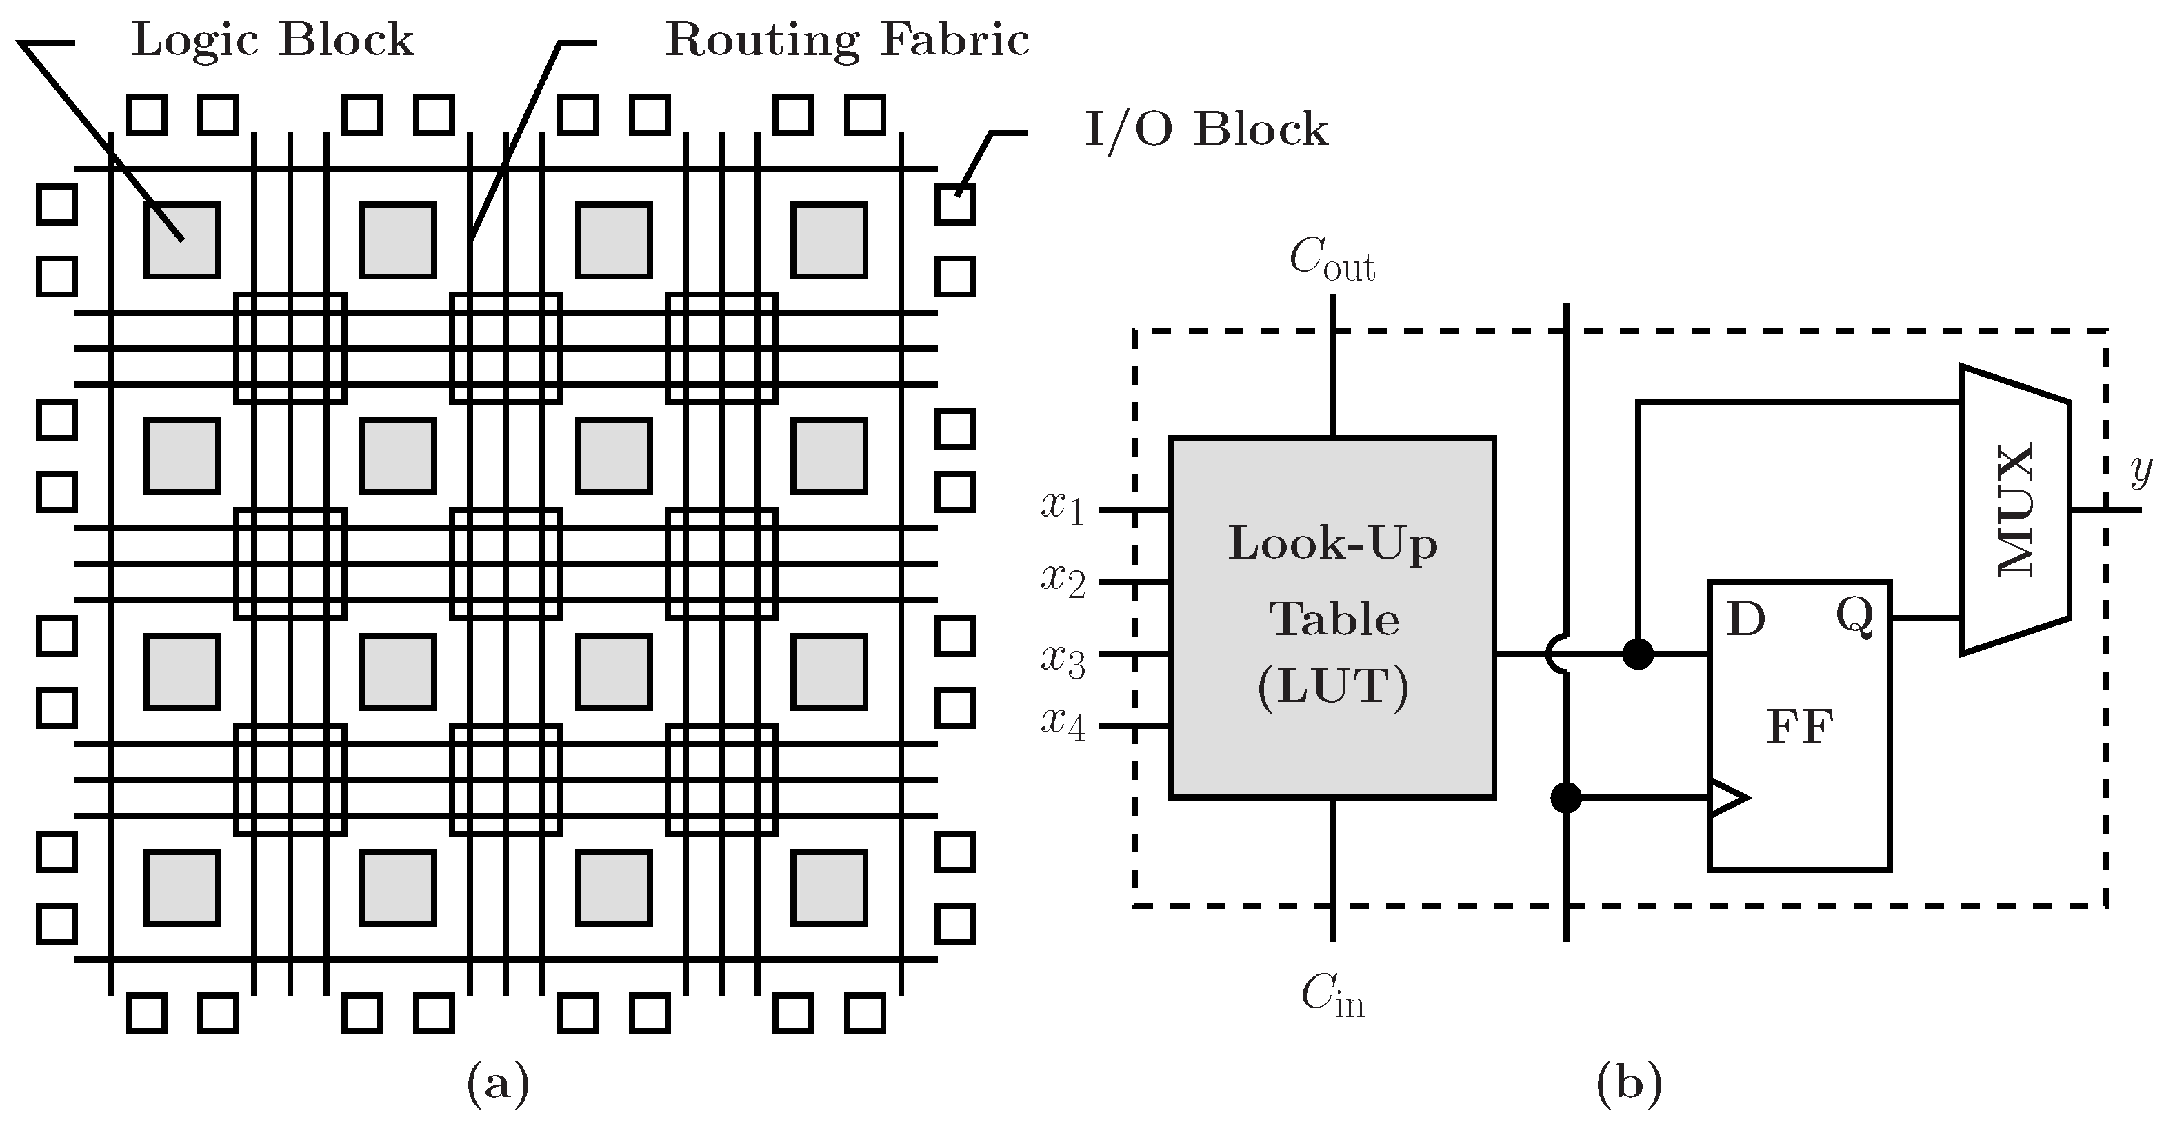 Logic Block
Routing Fabric
I/O Block
(a)
C_out
x_1
x_2
x_3
x_4
Look-Up
Table
(LUT)
D
Q
FF
MUX
y
C_in
(b)